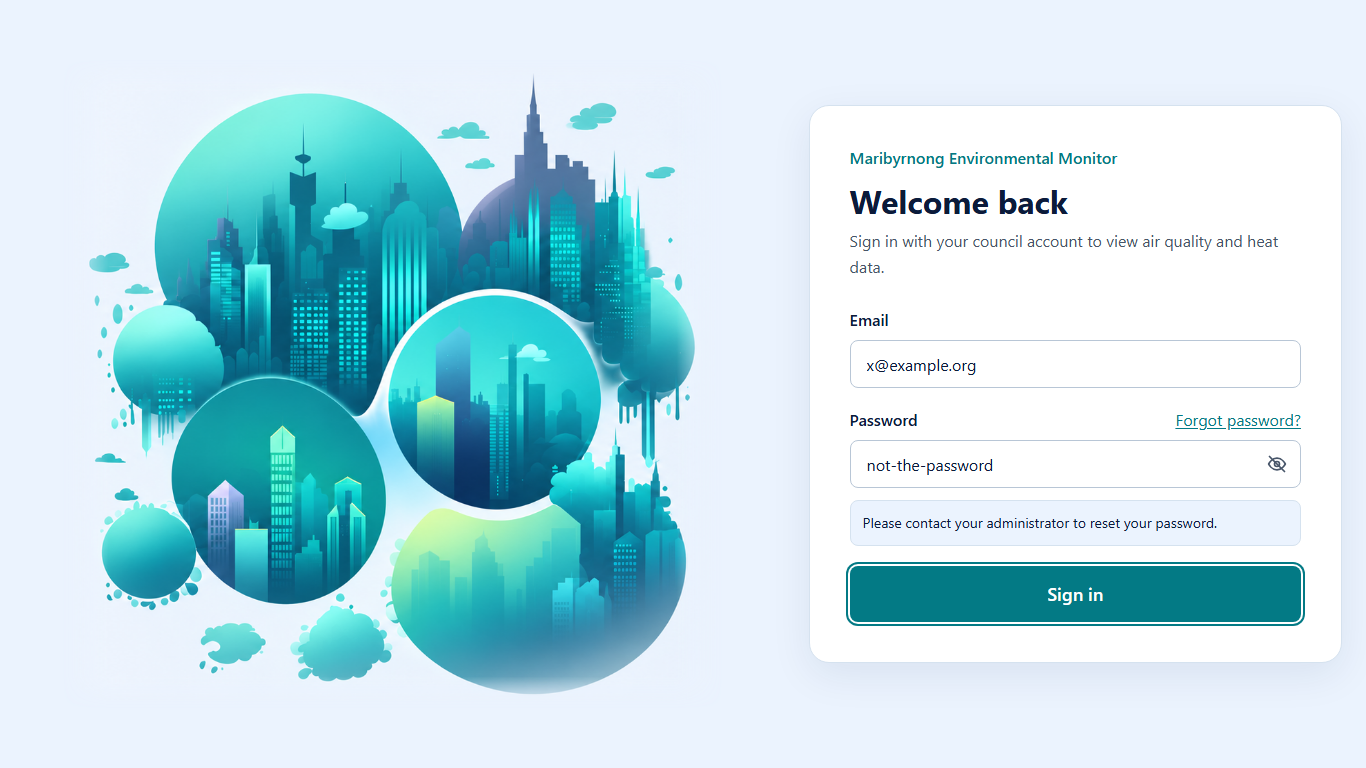 Maribyrnong Environmental Monitor
Welcome back
Sign in with your council account to view air quality and heat
data.
Email
x@example.org
Password
Forgot password?
not-the-password
Please contact your administrator to reset your password.
Sign in